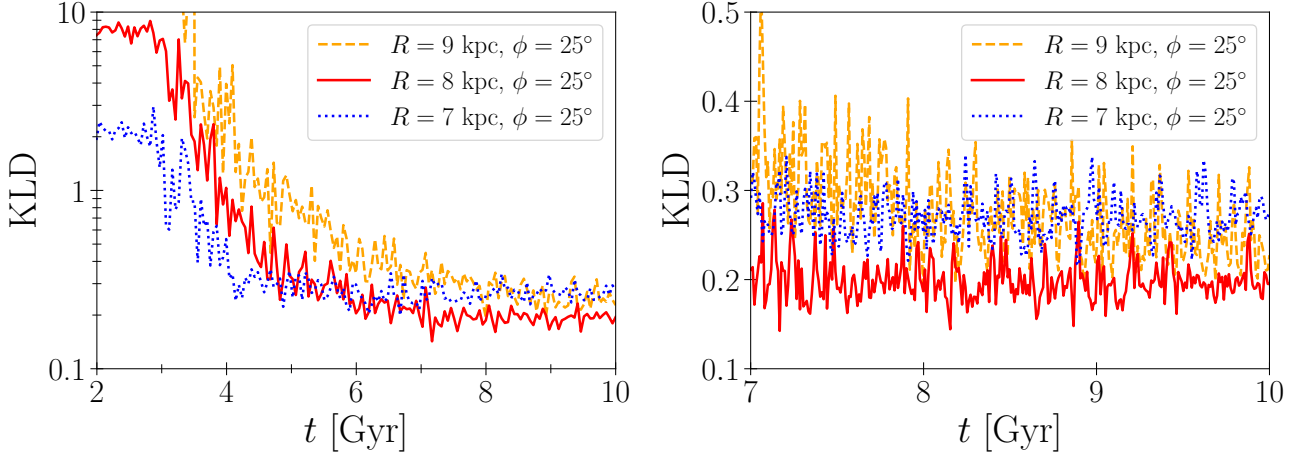 10
1
0.1
KLD
2
4
6
8
10
t [Gyr]
R = 9 kpc, ϕ = 25°
R = 8 kpc, ϕ = 25°
R = 7 kpc, ϕ = 25°
0.5
0.4
0.3
0.2
0.1
KLD
7
8
9
10
t [Gyr]
R = 9 kpc, ϕ = 25°
R = 8 kpc, ϕ = 25°
R = 7 kpc, ϕ = 25°